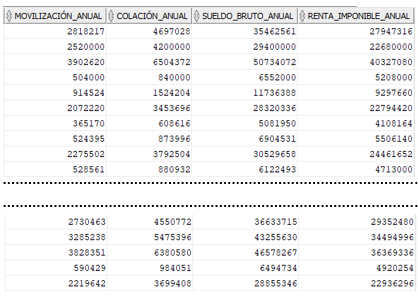 MOVILIZACIÓN_ANUAL COLACIÓN_ANUAL SUELDO_BRUTO_ANUAL RENTA_IMPONIBLE_ANUAL
2818217 4697028 35462561 27947316
2520000 4200000 29400000 22680000
3902620 6504372 50734072 40327080
504000 840000 6552000 5208000
914524 1524204 11736388 9297660
2072220 3453696 28320336 22794420
365170 608616 5081950 4108164
524395 873996 6904531 5506140
2275502 3792504 30529658 24461652
528561 880932 6122493 4713000
2730463 4550772 36633715 29352480
3285238 5475396 43255630 34494996
3828351 6380580 46578267 36369336
590429 984051 6494734 4920254
2219642 3699408 28855346 22936296